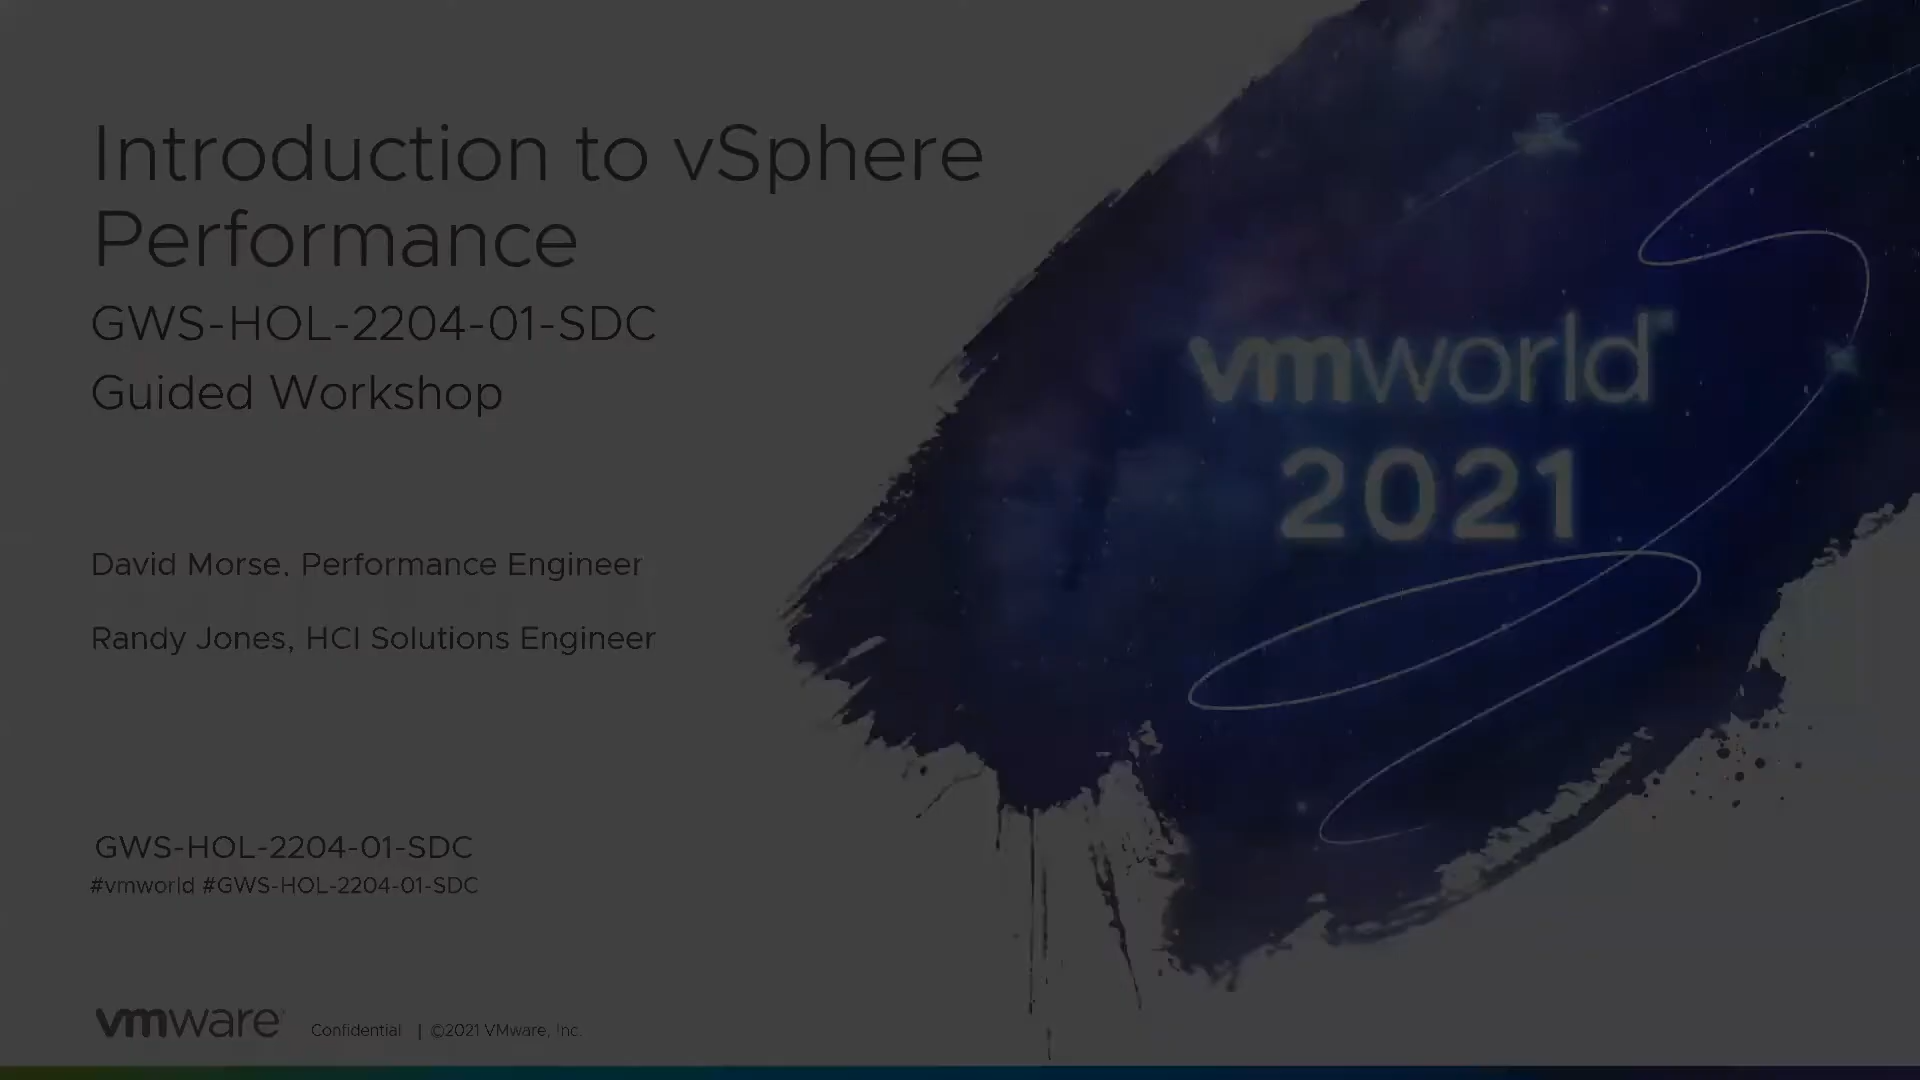 Introduction to vSphere
Performance
GWS-HOL-2204-01-SDC
Guided Workshop
David Morse, Performance Engineer
Randy Jones, HCI Solutions Engineer
GWS-HOL-2204-01-SDC
#vmworld #GWS-HOL-2204-01-SDC
vmware Confidential | ©2021 VMware, Inc.
vmworld
2021